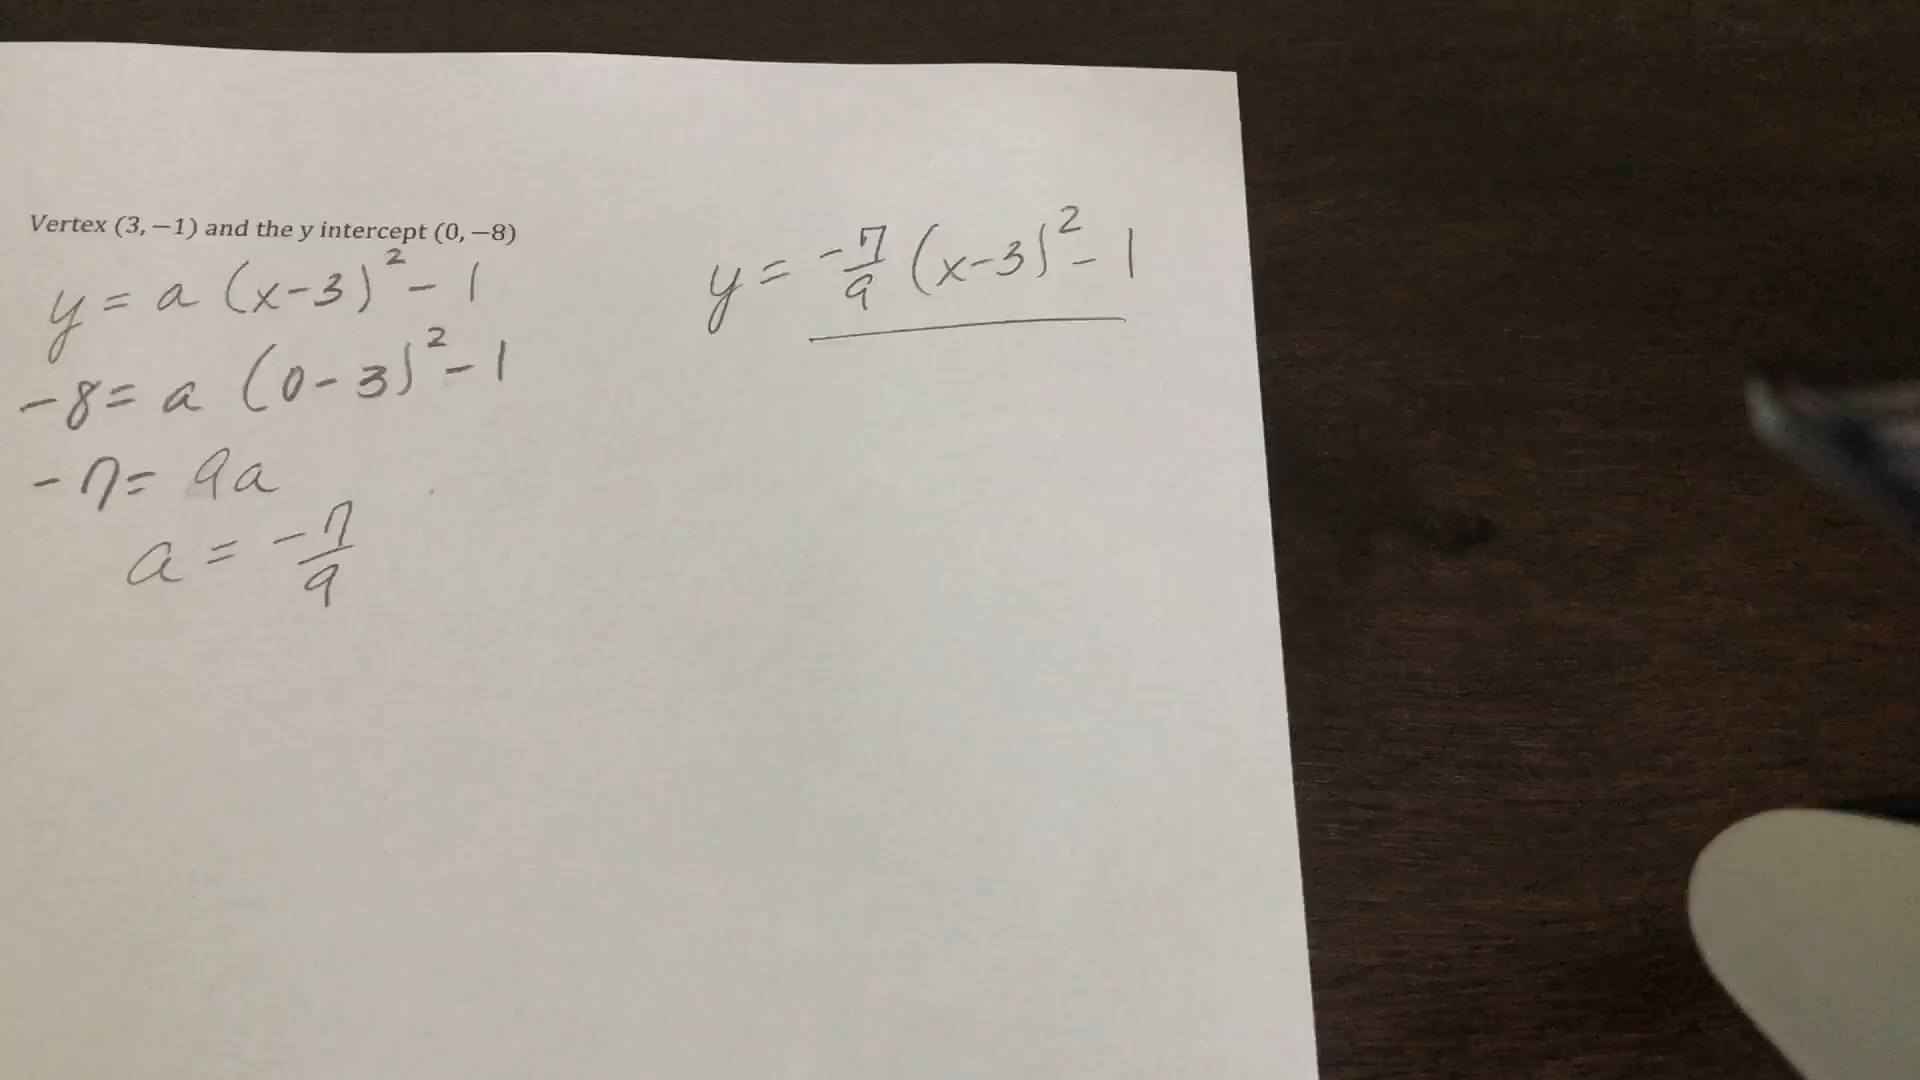 Vertex (3, −1) and the y intercept (0, −8)
y = a (x-3)² - 1
-8 = a (0-3)² - 1
-7 = 9a
a = -7/9
y = -7/9 (x-3)² - 1